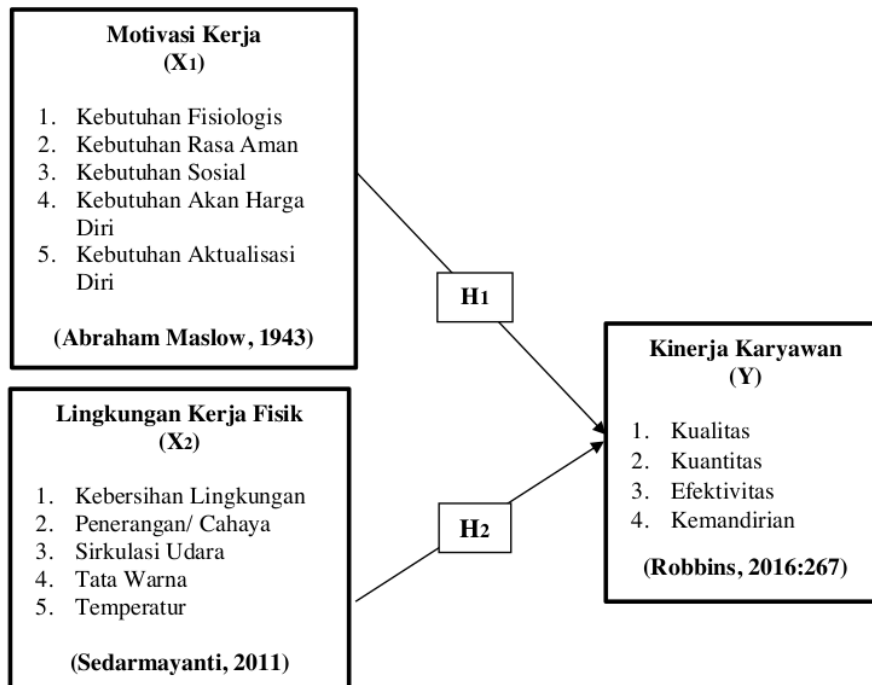 Motivasi Kerja
(X1)
1. Kebutuhan Fisiologis
2. Kebutuhan Rasa Aman
3. Kebutuhan Sosial
4. Kebutuhan Akan Harga
Diri
5. Kebutuhan Aktualisasi
Diri
(Abraham Maslow, 1943)
H1
Lingkungan Kerja Fisik
(X2)
1. Kebersihan Lingkungan
2. Penerangan/ Cahaya
3. Sirkulasi Udara
4. Tata Warna
5. Temperatur
(Sedarmayanti, 2011)
H2
Kinerja Karyawan
(Y)
1. Kualitas
2. Kuantitas
3. Efektivitas
4. Kemandirian
(Robbins, 2016:267)